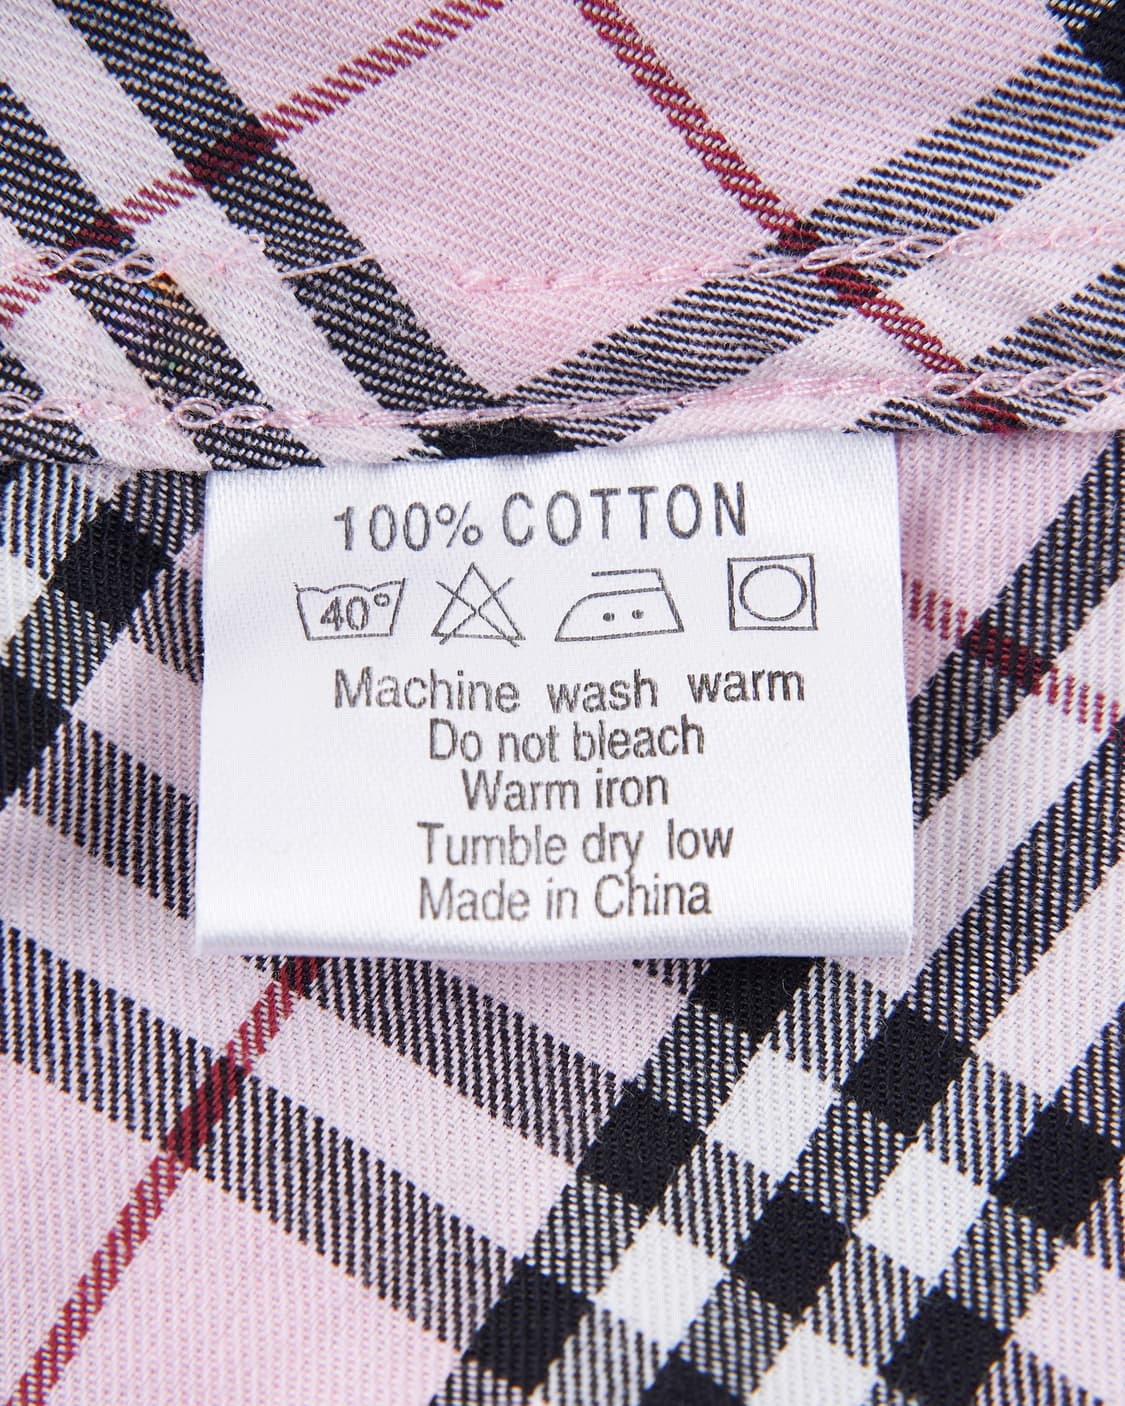 100% COTTON
40°
Machine wash warm
Do not bleach
Warm iron
Tumble dry low
Made in China